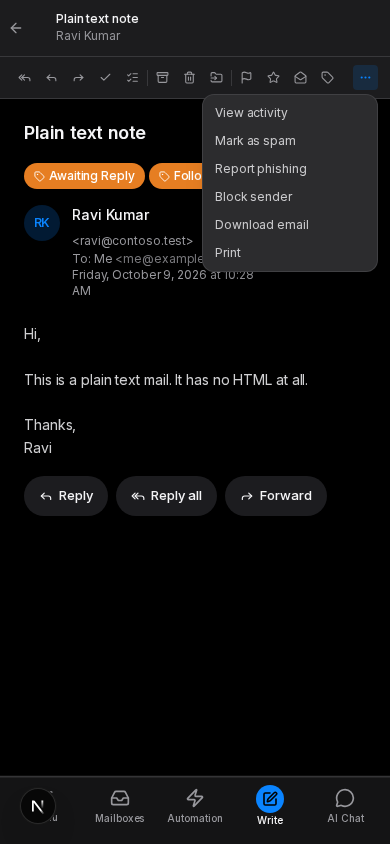 Plain text note
Ravi Kumar
View activity
Mark as spam
Report phishing
Block sender
Download email
Print
Plain text note
Awaiting Reply
RK
Ravi Kumar
<ravi@contoso.test>
To: Me <me@example
Friday, October 9, 2026 at 10:28
AM
Hi,
This is a plain text mail. It has no HTML at all.
Thanks,
Ravi
Reply
Reply all
Forward
N
Mailboxes
Automation
Write
AI Chat